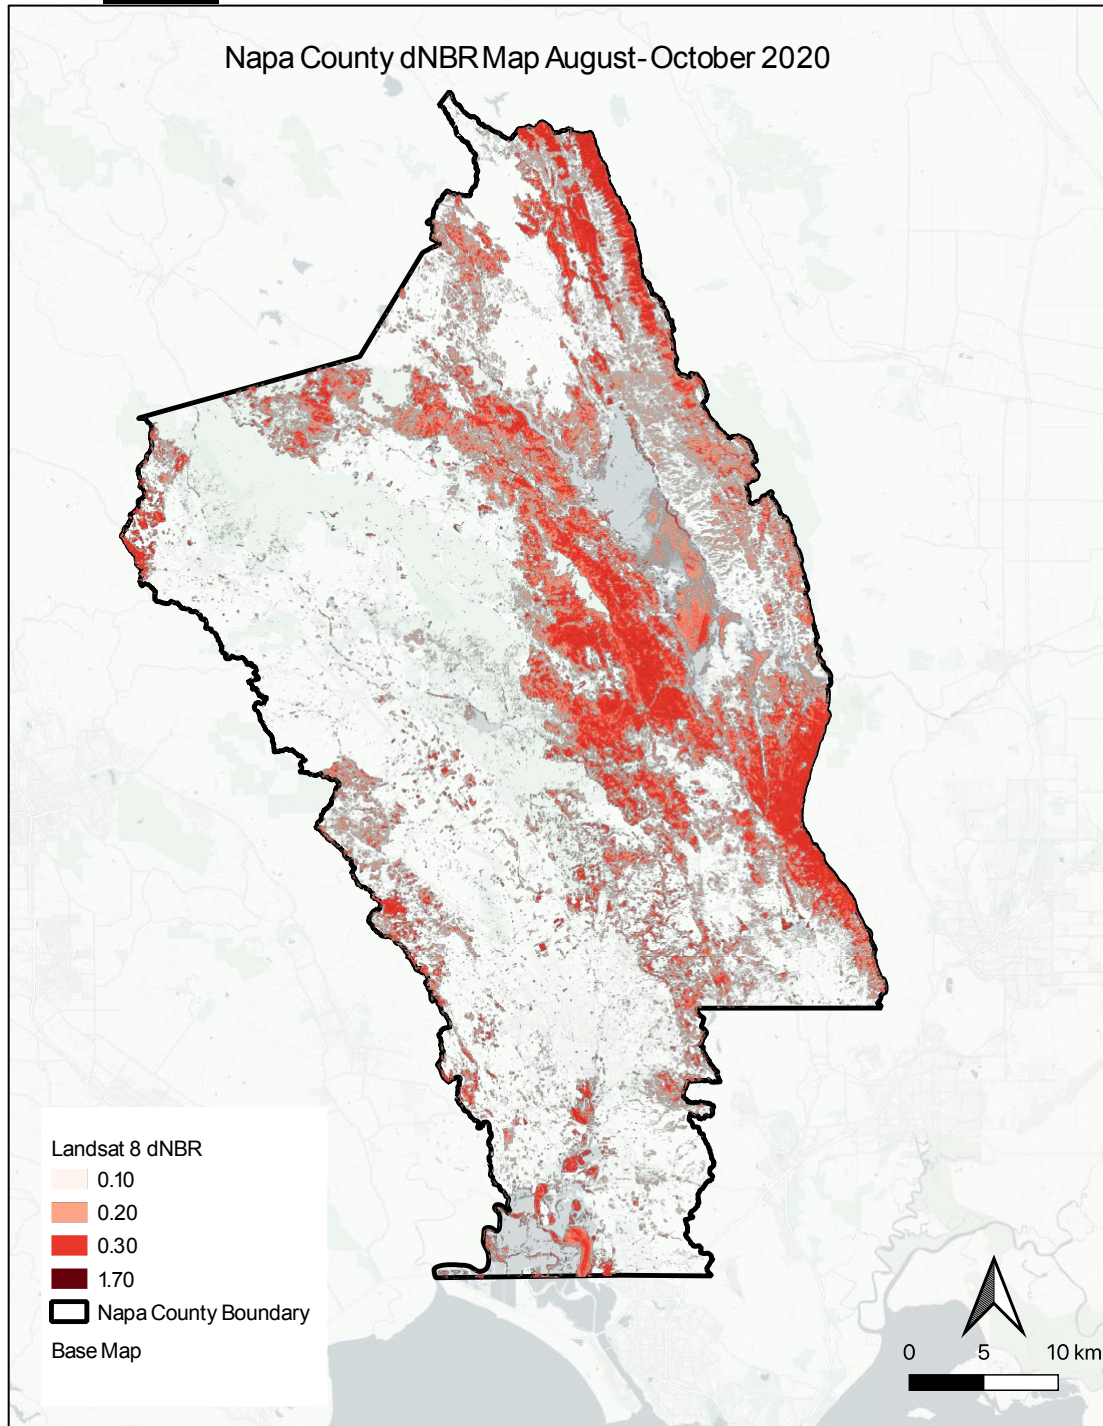 Napa County dNBR Map August-October 2020
Landsat 8 dNBR
0.10
0.20
0.30
1.70
Napa County Boundary
Base Map
0 5 10 km